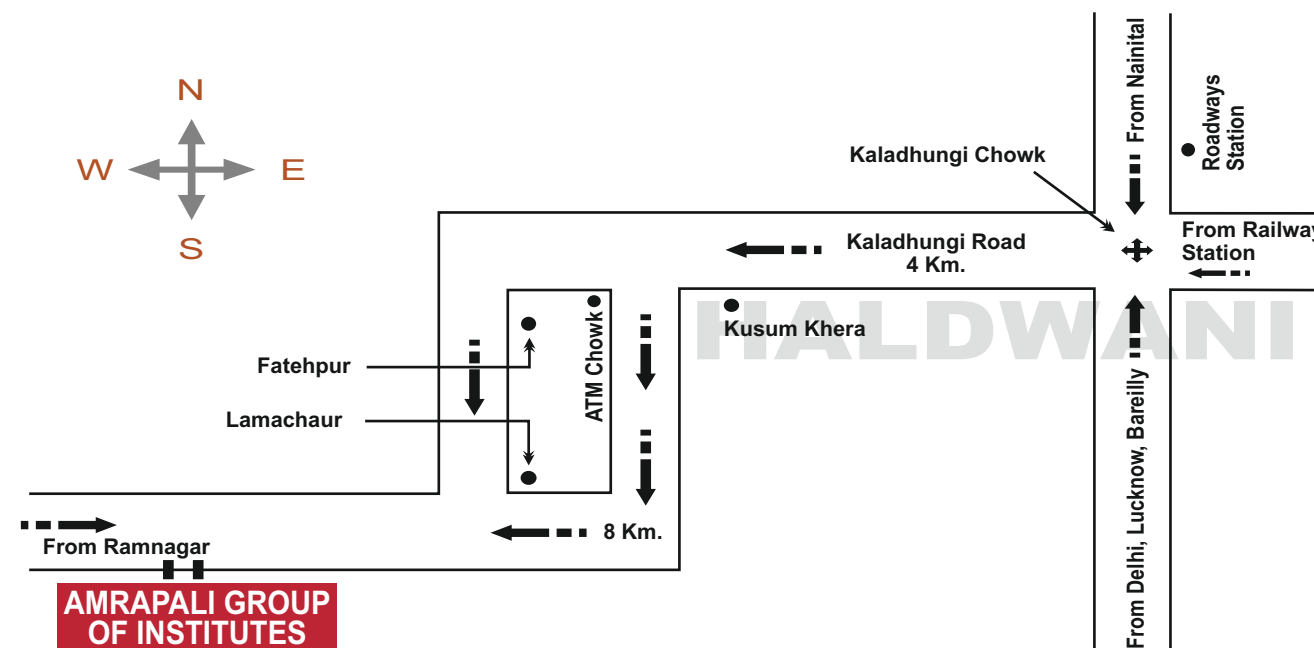 N
W
E
S
From Nainital
Roadways
Station
Kaladhungi Chowk
From Railway
Station
Kaladhungi Road
4 Km.
HALDWANI
Kusum Khera
ATM Chowk
Fatehpur
Lamachaur
8 Km.
From Ramnagar
From Delhi, Lucknow, Bareilly
AMRAPALI GROUP
OF INSTITUTES